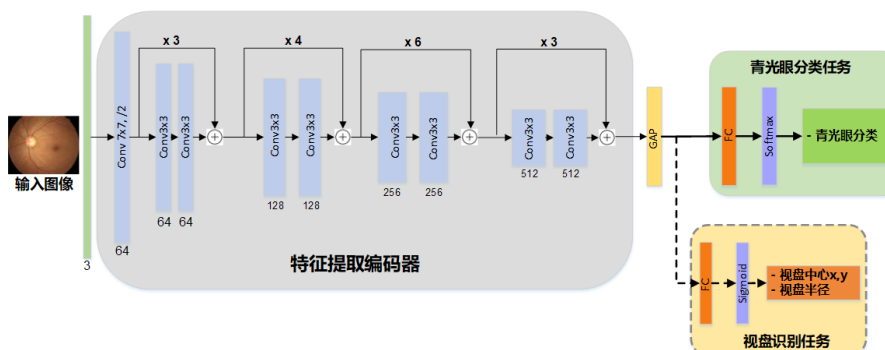 x 3
x 4
x 6
x 3
Conv 7x7, /2
Conv3x3
Conv3x3
Conv3x3
Conv3x3
Conv3x3
Conv3x3
Conv3x3
Conv3x3
输入图像
3
64
64
64
128
128
256
256
512
512
特征提取编码器
GAP
青光眼分类任务
FC
Softmax
- 青光眼分类
FC
Sigmoid
- 视盘中心x,y
- 视盘半径
视盘识别任务